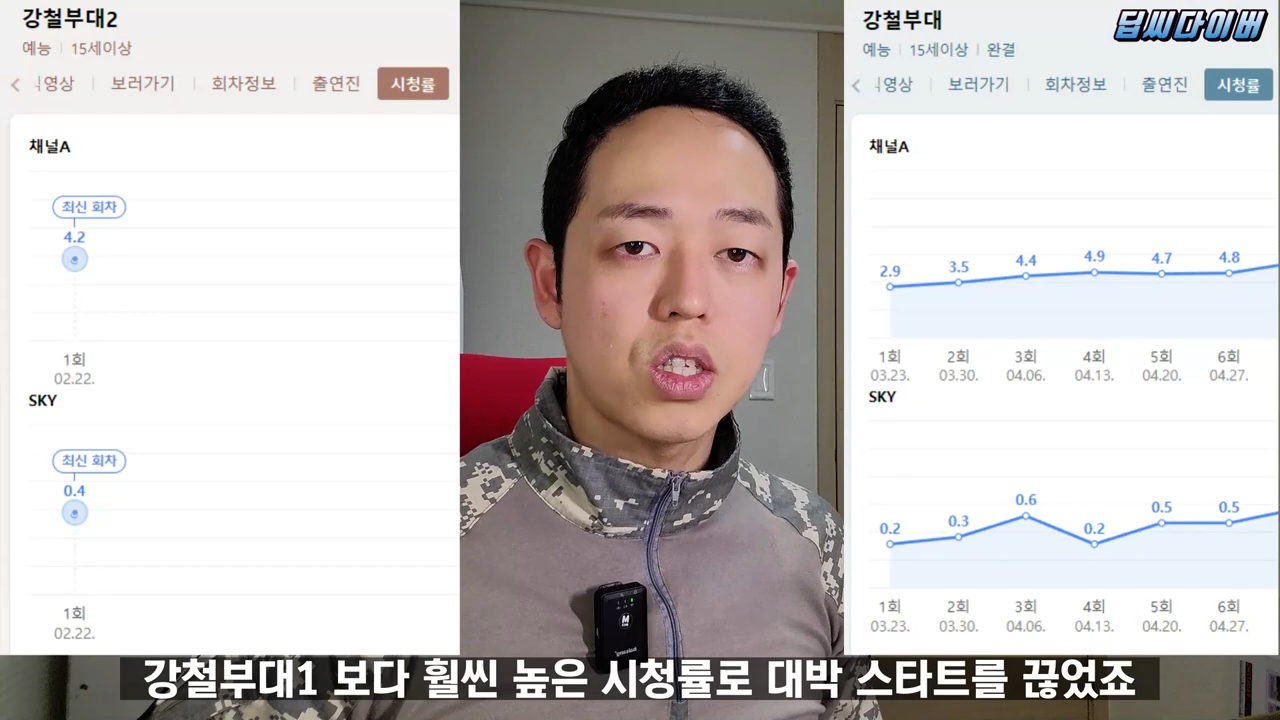 강철부대2
예능 | 15세이상
영상 | 보러가기 | 회차정보 | 출연진 시청률
채널A
최신 회차
4.2
1회
02.22.
SKY
최신 회차
0.4
1회
02.22.
강철부대
예능 | 15세이상 | 완결
영상 | 보러가기 | 회차정보 | 출연진 시청률
채널A
2.9 3.5 4.4 4.9 4.7 4.8
1회 2회 3회 4회 5회 6회
03.23. 03.30. 04.06. 04.13. 04.20. 04.27.
SKY
0.2 0.3 0.6 0.2 0.5 0.5
1회 2회 3회 4회 5회 6회
03.23. 03.30. 04.06. 04.13. 04.20. 04.27.
딥씨다이버
M
강철부대1 보다 훨씬 높은 시청률로 대박 스타트를 끊었죠